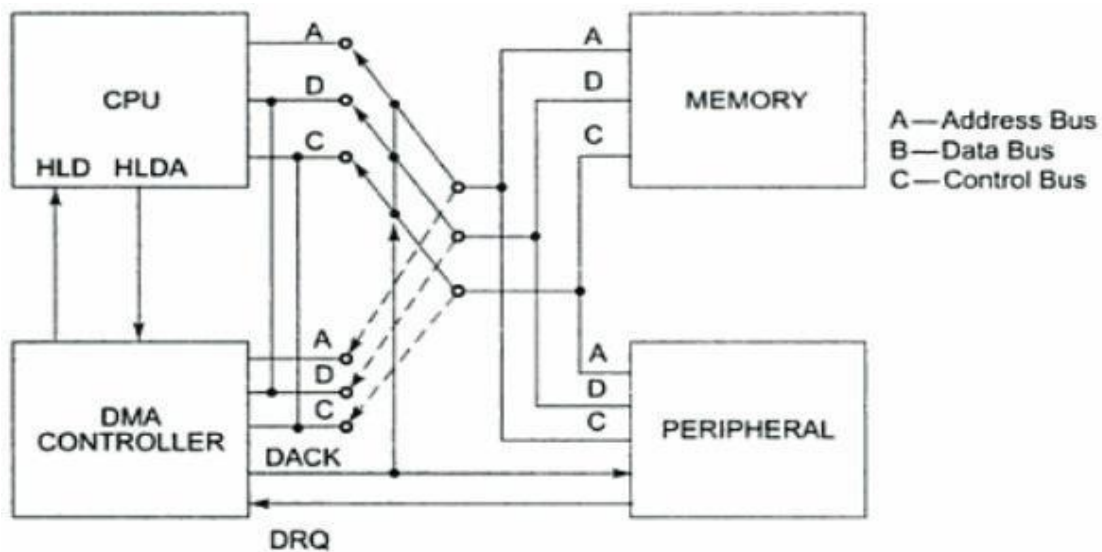 CPU
HLD HLDA
A
D
C
A
D
C
MEMORY
A—Address Bus
B—Data Bus
C—Control Bus
DMA
CONTROLLER
A
D
C
DACK
DRQ
A
D
C
PERIPHERAL